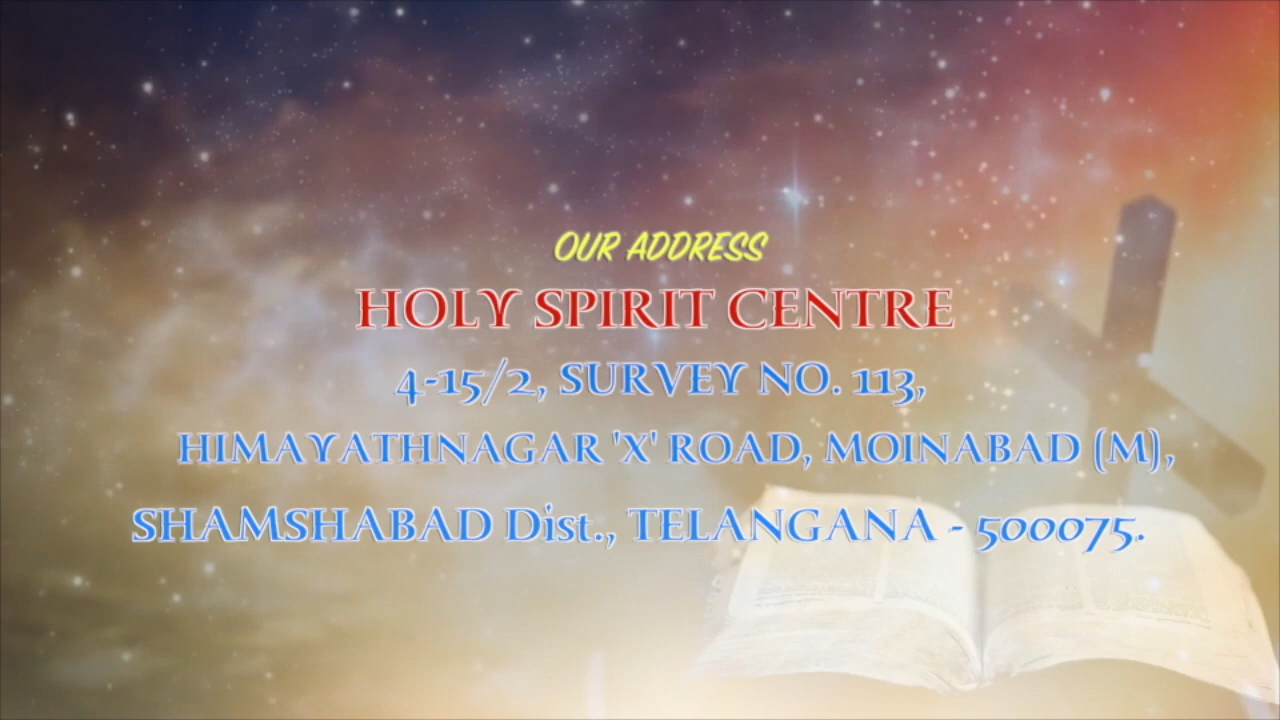 OUR ADDRESS
HOLY SPIRIT CENTRE
4-15/2, SURVEY NO. 113,
HIMAYATHNAGAR 'X' ROAD, MOINABAD (M),
SHAMSHABAD Dist., TELANGANA - 500075.